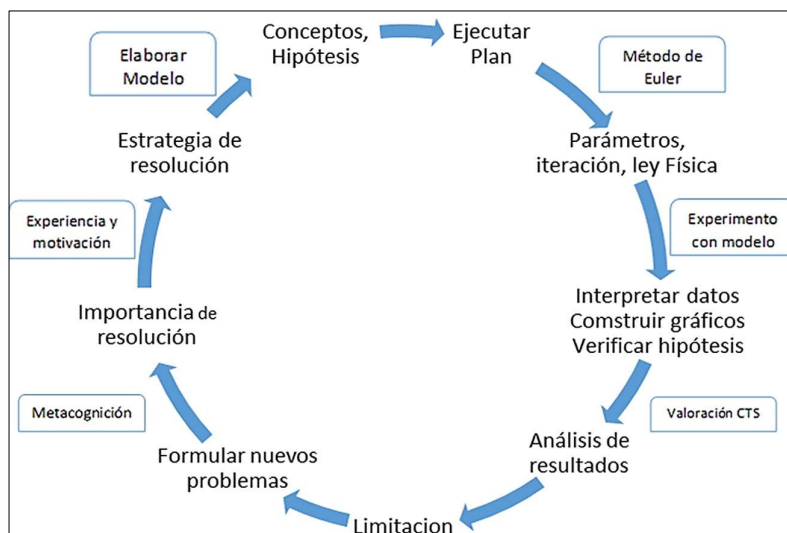 Conceptos,
Hipótesis
Ejecutar
Plan
Método de
Euler
Parámetros,
iteración, ley Física
Experimento
con modelo
Interpretar datos
Comstruir gráficos
Verificar hipótesis
Valoración CTS
Análisis de
resultados
Limitacion
Formular nuevos
problemas
Metacognición
Importancia de
resolución
Experiencia y
motivación
Estrategia de
resolución
Elaborar
Modelo